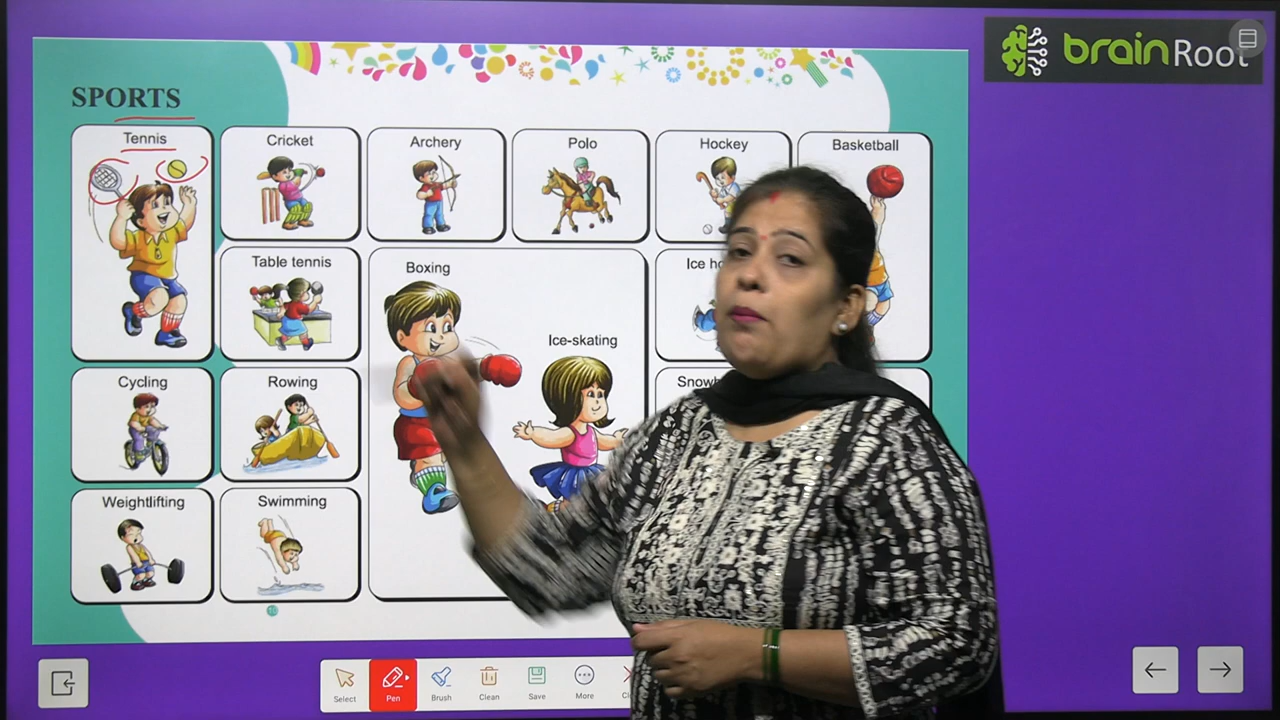 brainRoot
SPORTS
Tennis
Cricket
Archery
Polo
Hockey
Basketball
Table tennis
Boxing
Ice
Ice-skating
Cycling
Rowing
Weightlifting
Swimming
Select
Pen
Brush
Clean
Save
More